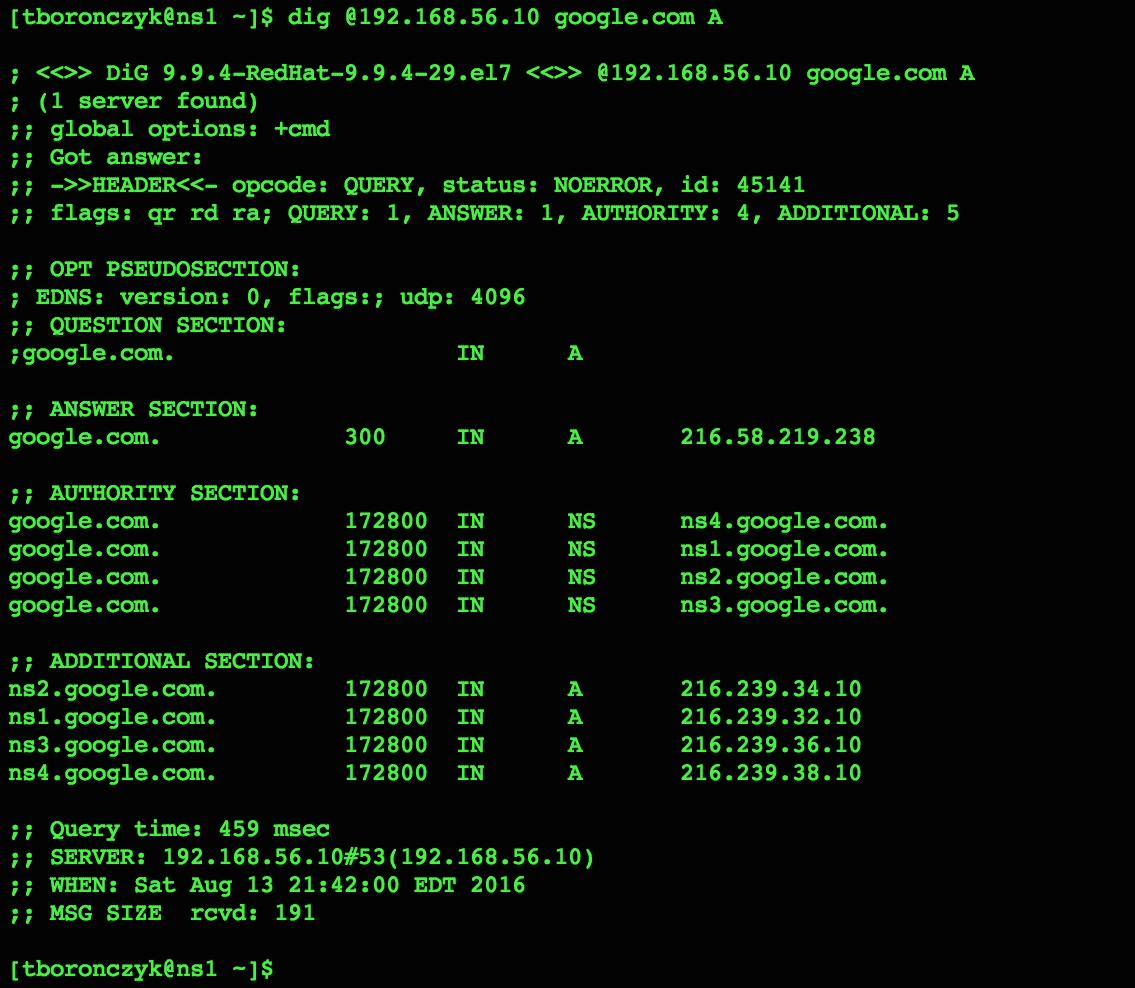 [tboronczyk@ns1 ~]$ dig @192.168.56.10 google.com A
; <<>> DiG 9.9.4-RedHat-9.9.4-29.el7 <<>> @192.168.56.10 google.com A
; (1 server found)
;; global options: +cmd
;; Got answer:
;; ->>HEADER<<- opcode: QUERY, status: NOERROR, id: 45141
;; flags: qr rd ra; QUERY: 1, ANSWER: 1, AUTHORITY: 4, ADDITIONAL: 5
;; OPT PSEUDOSECTION:
; EDNS: version: 0, flags:; udp: 4096
;; QUESTION SECTION:
;google.com. IN A
;; ANSWER SECTION:
google.com. 300 IN A 216.58.219.238
;; AUTHORITY SECTION:
google.com. 172800 IN NS ns4.google.com.
google.com. 172800 IN NS ns1.google.com.
google.com. 172800 IN NS ns2.google.com.
google.com. 172800 IN NS ns3.google.com.
;; ADDITIONAL SECTION:
ns2.google.com. 172800 IN A 216.239.34.10
ns1.google.com. 172800 IN A 216.239.32.10
ns3.google.com. 172800 IN A 216.239.36.10
ns4.google.com. 172800 IN A 216.239.38.10
;; Query time: 459 msec
;; SERVER: 192.168.56.10#53(192.168.56.10)
;; WHEN: Sat Aug 13 21:42:00 EDT 2016
;; MSG SIZE  rcvd: 191
[tboronczyk@ns1 ~]$